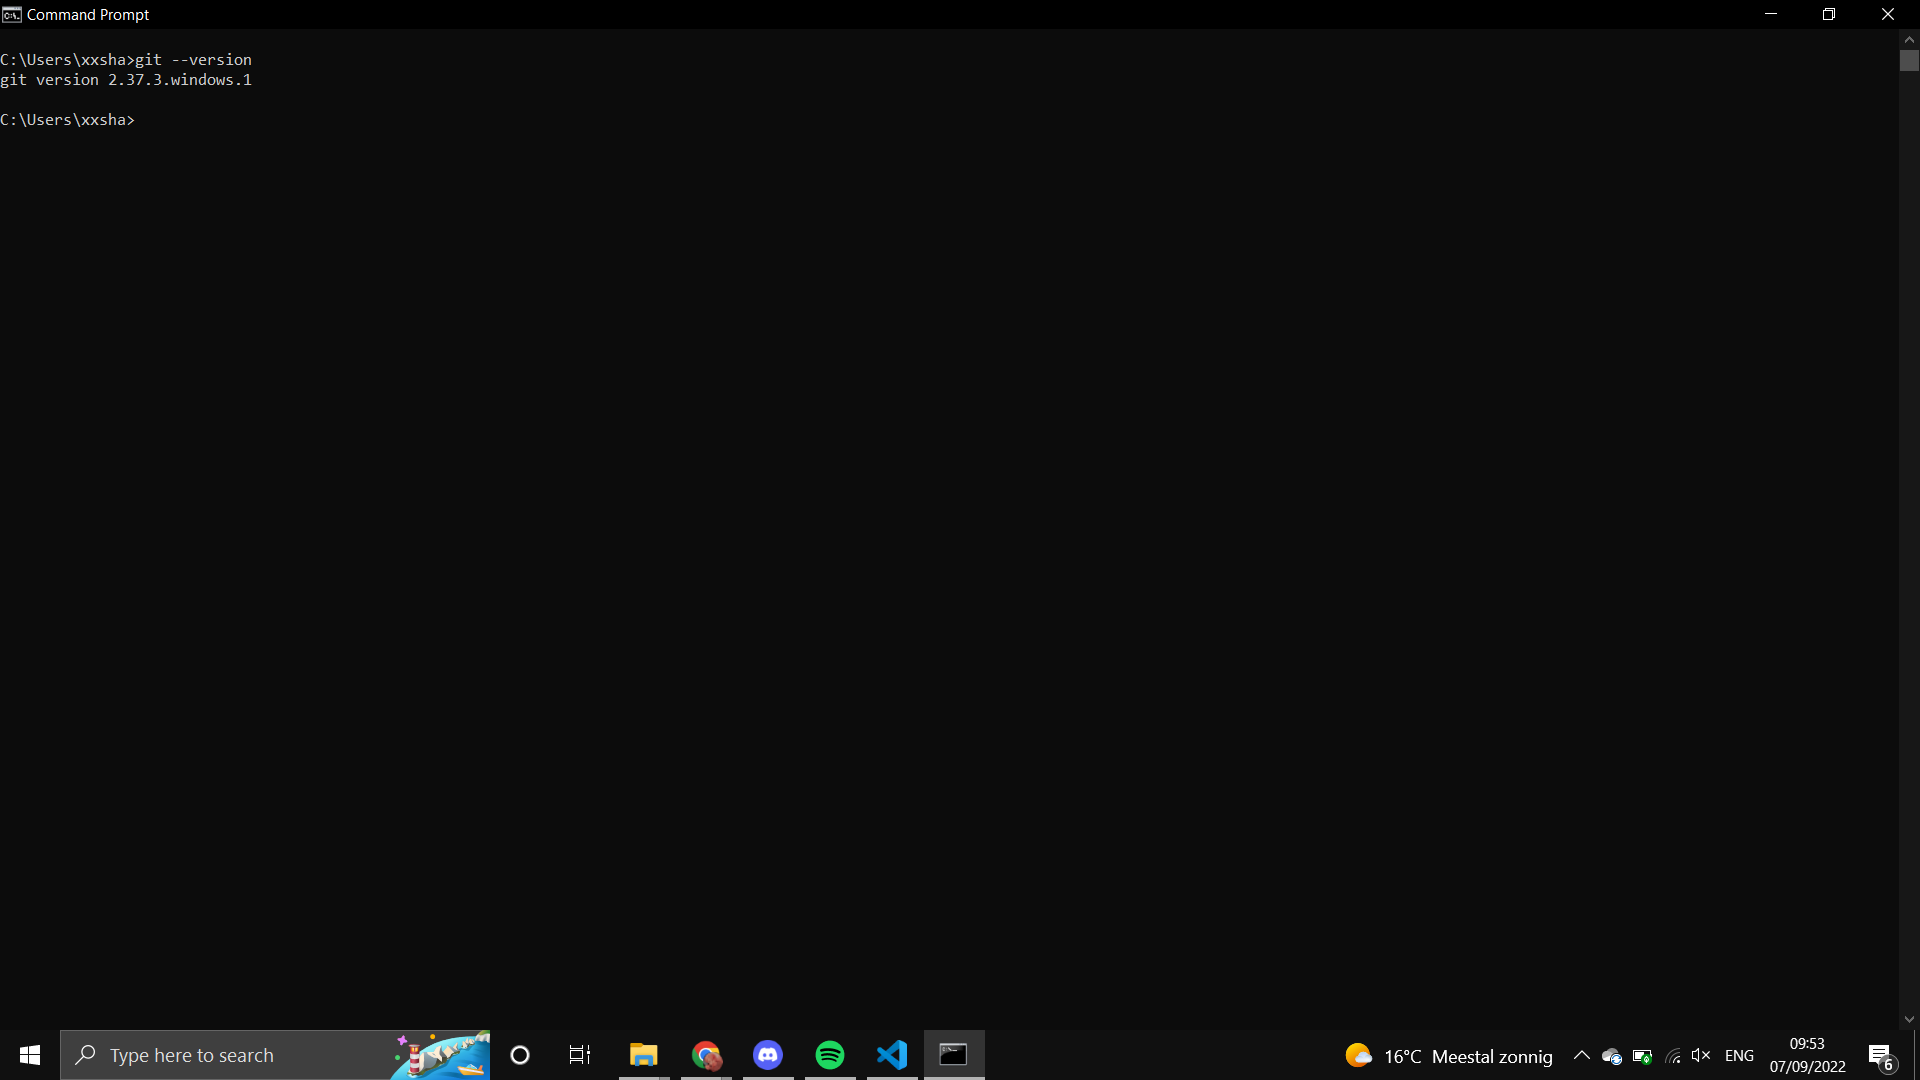 Command Prompt
C:\Users\xxsha>git --version
git version 2.37.3.windows.1
C:\Users\xxsha>
Type here to search
16°C Meestal zonnig
ENG
09:53
07/09/2022
6